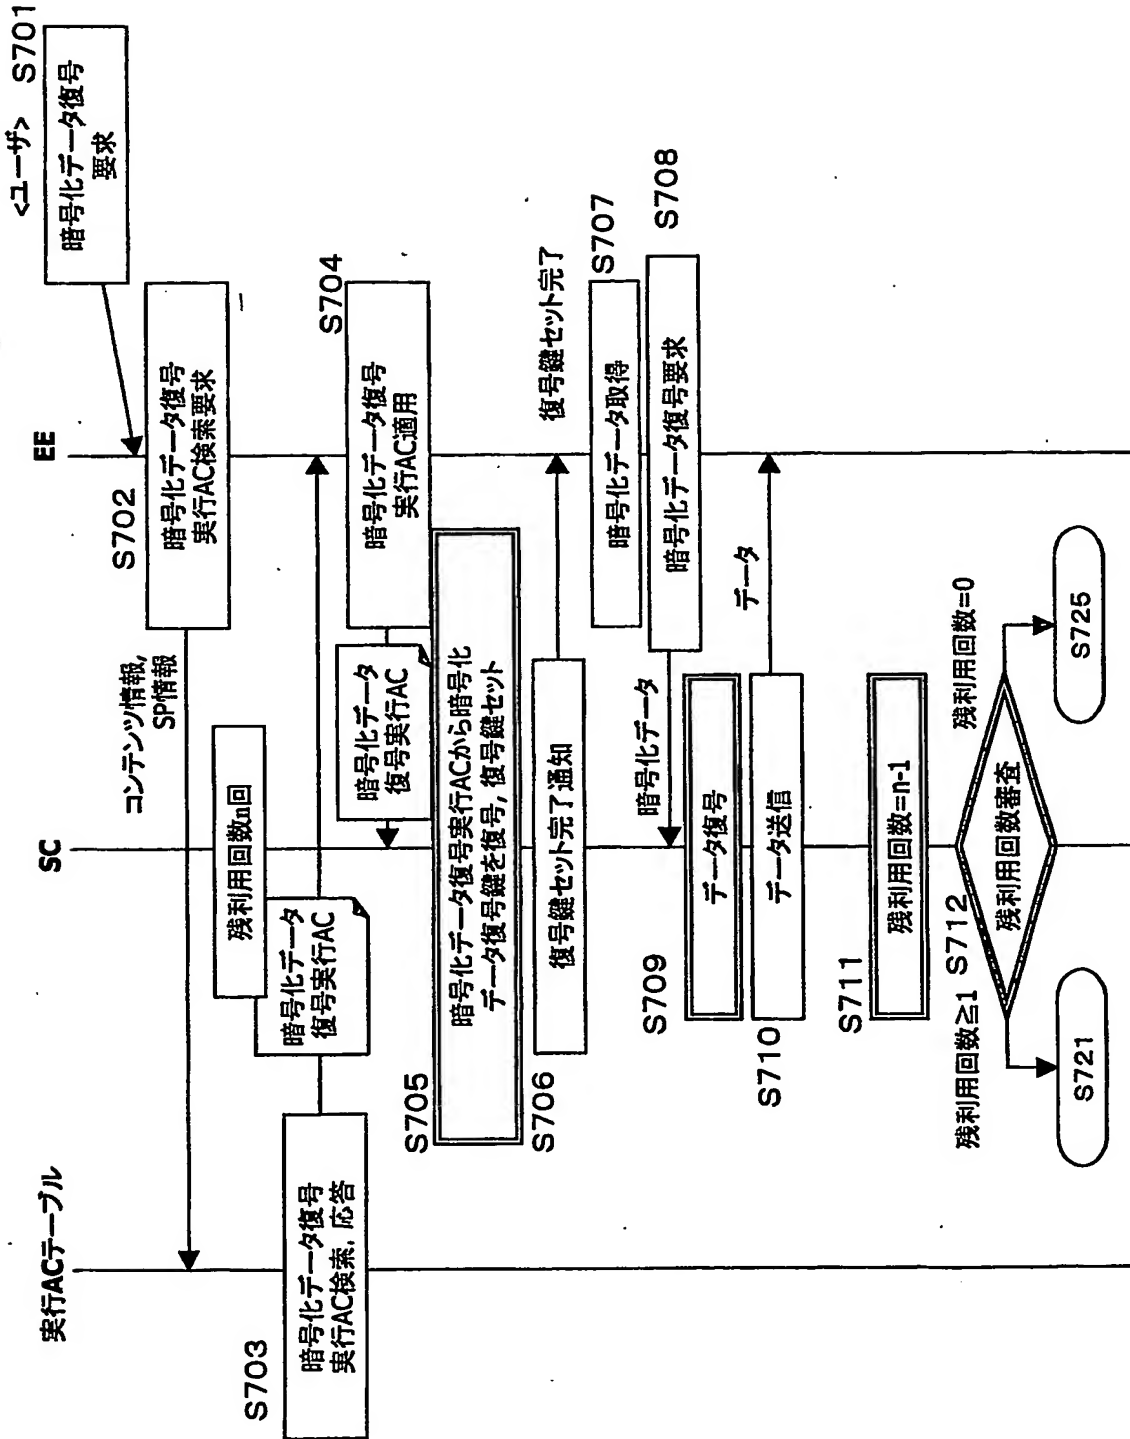 <ユーザ> S701
暗号化データ復号
要求
EE
SC
実行ACテーブル
S702
暗号化データ復号
実行AC検索要求
コンテンツ情報,
SP情報
残利用回数n回
暗号化データ
復号実行AC
S703
暗号化データ復号
実行AC検索, 応答
S704
暗号化データ復号
実行AC適用
暗号化データ
復号実行AC
S705
暗号化データ復号実行ACから暗号化
データ復号鍵を復号, 復号鍵セット
S706
復号鍵セット完了通知
復号鍵セット完了
S707
暗号化データ取得
S708
暗号化データ復号要求
暗号化データ
S709
データ復号
S710
データ送信
データ
S711
残利用回数=n-1
残利用回数≧1 S712
残利用回数審査
残利用回数=0
S721
S725